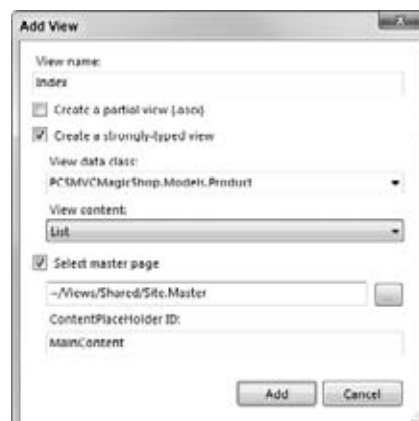 Add View
View name:
Index
Create a partial view (.ascx)
Create a strongly-typed view
View data class:
PCSMVCMagicShop.Models.Product
View content:
List
Select master page
~/Views/Shared/Site.Master
...
ContentPlaceHolder ID:
MainContent
Add
Cancel